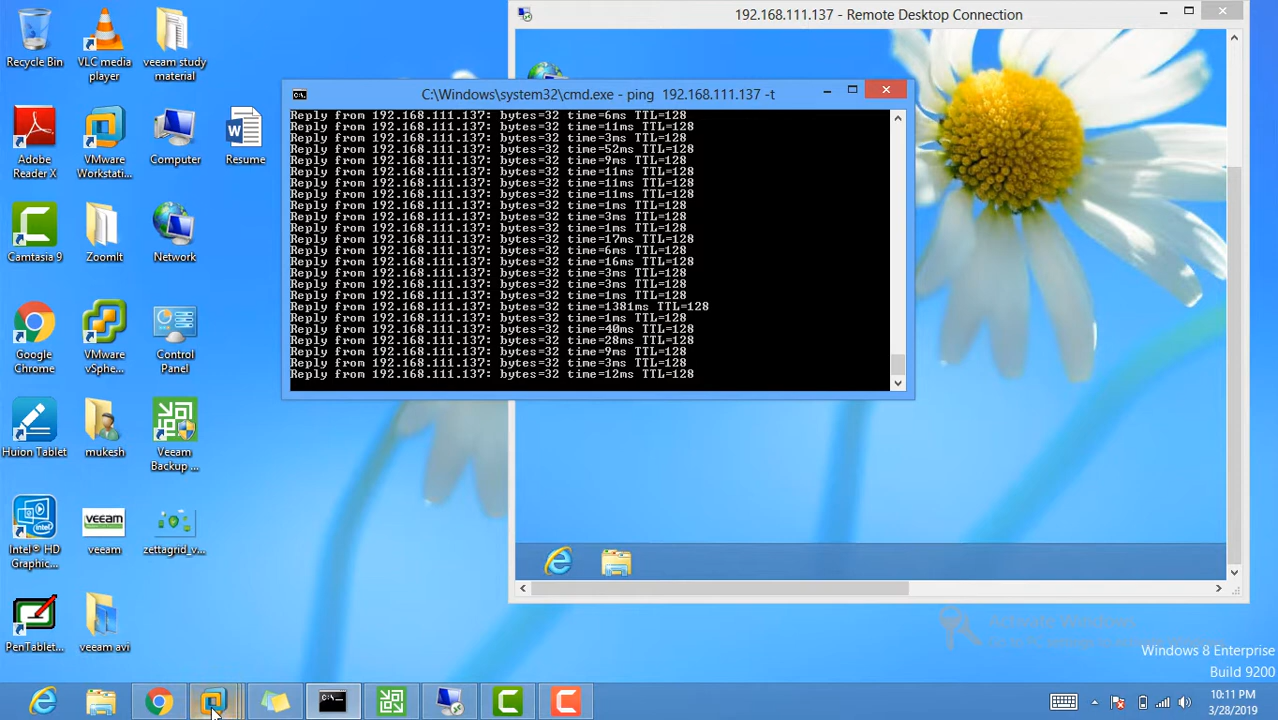 Recycle Bin
VLC media
player
veeam study
material
Adobe
Reader X
VMware
Workstati...
Computer
Resume
Camtasia 9
ZoomIt
Network
Google
Chrome
VMware
vSphe...
Control
Panel
Huion Tablet
mukesh
Veeam
Backup ...
Intel® HD
Graphic...
veeam
veeam
zettagrid_v...
PenTablet...
veeam avi
192.168.111.137 - Remote Desktop Connection
C:\Windows\system32\cmd.exe - ping 192.168.111.137 -t
Reply from 192.168.111.137: bytes=32 time=6ms TTL=128
Reply from 192.168.111.137: bytes=32 time=11ms TTL=128
Reply from 192.168.111.137: bytes=32 time=3ms TTL=128
Reply from 192.168.111.137: bytes=32 time=52ms TTL=128
Reply from 192.168.111.137: bytes=32 time=9ms TTL=128
Reply from 192.168.111.137: bytes=32 time=11ms TTL=128
Reply from 192.168.111.137: bytes=32 time=11ms TTL=128
Reply from 192.168.111.137: bytes=32 time=11ms TTL=128
Reply from 192.168.111.137: bytes=32 time=1ms TTL=128
Reply from 192.168.111.137: bytes=32 time=3ms TTL=128
Reply from 192.168.111.137: bytes=32 time=1ms TTL=128
Reply from 192.168.111.137: bytes=32 time=17ms TTL=128
Reply from 192.168.111.137: bytes=32 time=6ms TTL=128
Reply from 192.168.111.137: bytes=32 time=16ms TTL=128
Reply from 192.168.111.137: bytes=32 time=3ms TTL=128
Reply from 192.168.111.137: bytes=32 time=3ms TTL=128
Reply from 192.168.111.137: bytes=32 time=1ms TTL=128
Reply from 192.168.111.137: bytes=32 time=1381ms TTL=128
Reply from 192.168.111.137: bytes=32 time=1ms TTL=128
Reply from 192.168.111.137: bytes=32 time=40ms TTL=128
Reply from 192.168.111.137: bytes=32 time=28ms TTL=128
Reply from 192.168.111.137: bytes=32 time=9ms TTL=128
Reply from 192.168.111.137: bytes=32 time=3ms TTL=128
Reply from 192.168.111.137: bytes=32 time=12ms TTL=128
Activate Windows
Go to PC settings to activate Windows.
Windows 8 Enterprise
Build 9200
10:11 PM
3/28/2019